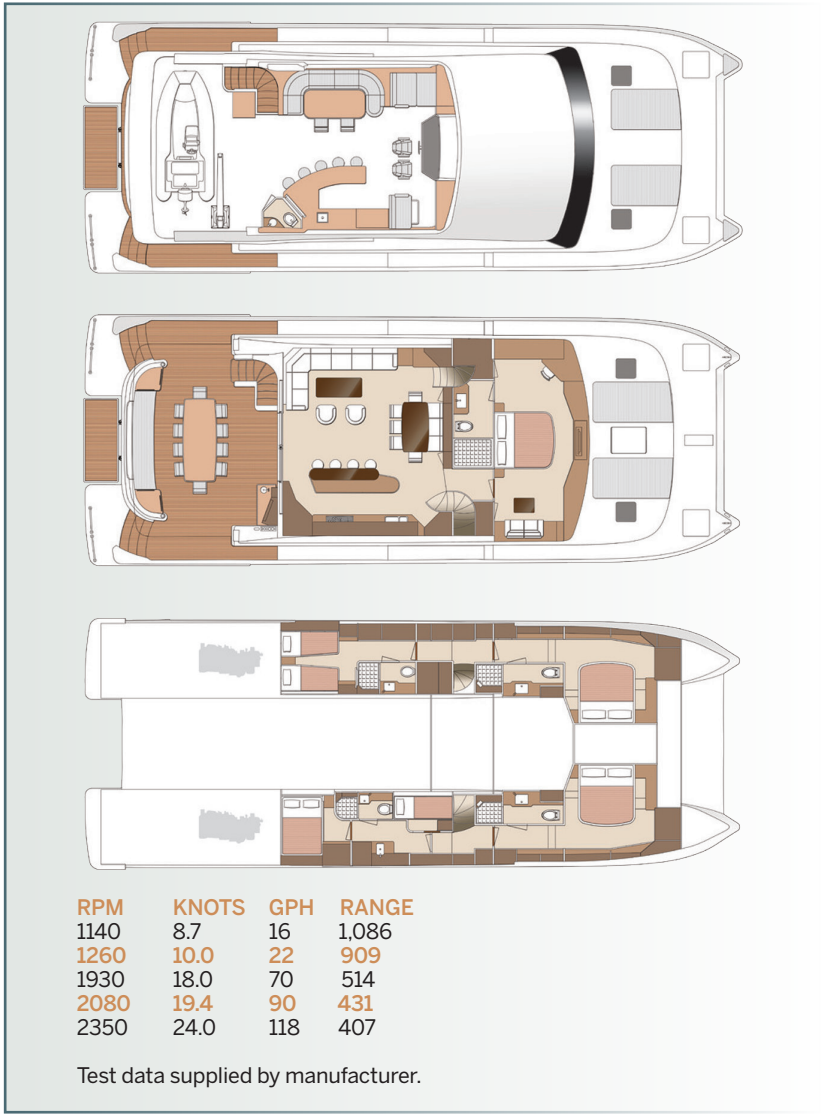 RPM KNOTS GPH RANGE
1140 8.7 16 1,086
1260 10.0 22 909
1930 18.0 70 514
2080 19.4 90 431
2350 24.0 118 407
Test data supplied by manufacturer.